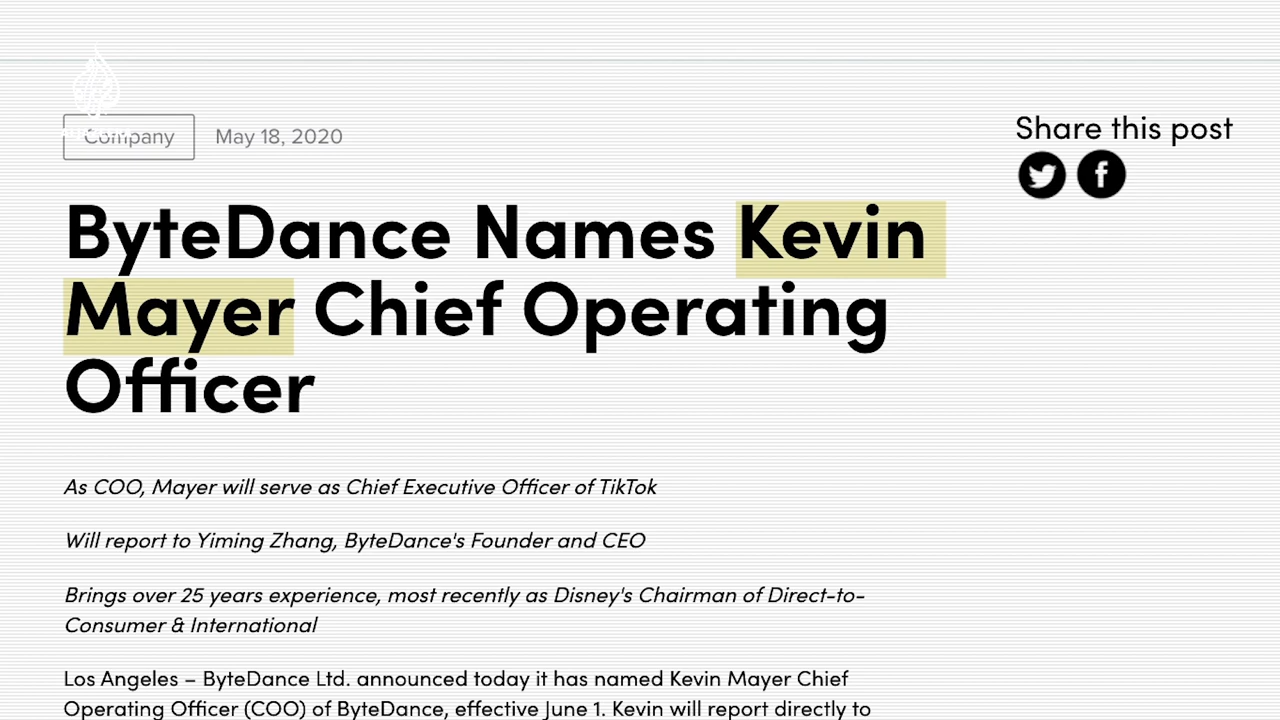 Company
May 18, 2020
Share this post
ByteDance Names Kevin
Mayer Chief Operating
Officer
As COO, Mayer will serve as Chief Executive Officer of TikTok
Will report to Yiming Zhang, ByteDance's Founder and CEO
Brings over 25 years experience, most recently as Disney's Chairman of Direct-to-
Consumer & International
Los Angeles – ByteDance Ltd. announced today it has named Kevin Mayer Chief
Operating Officer (COO) of ByteDance, effective June 1. Kevin will report directly to